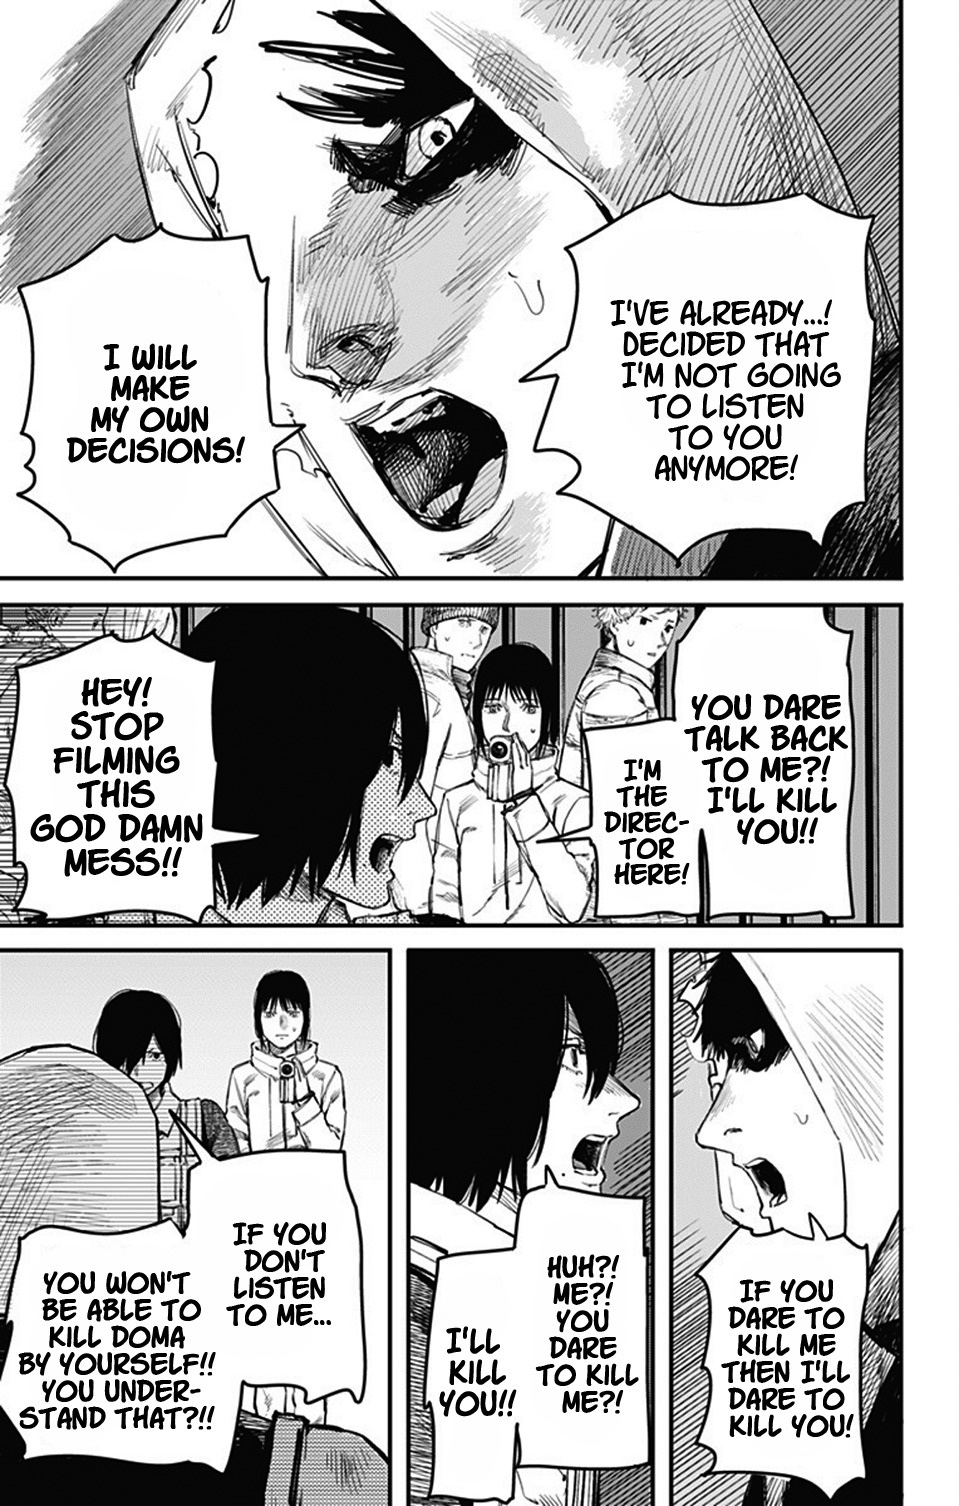 I'VE ALREADY...!
DECIDED THAT
I'M NOT GOING
TO LISTEN
TO YOU
ANYMORE!
I WILL
MAKE
MY OWN
DECISIONS!
YOU DARE
TALK BACK
TO ME?!
I'LL KILL
YOU!!
I'M
THE
DIREC-
TOR
HERE!
HEY!
STOP
FILMING
THIS
GOD DAMN
MESS!!
IF YOU
DARE TO
KILL ME
THEN I'LL
DARE TO
KILL YOU!
HUH?!
ME?!
YOU
DARE
TO KILL
ME?!
I'LL
KILL
YOU!!
IF YOU
DON'T
LISTEN
TO ME...
YOU WON'T
BE ABLE TO
KILL DOMA
BY YOURSELF!!
YOU UNDER-
STAND THAT?!!